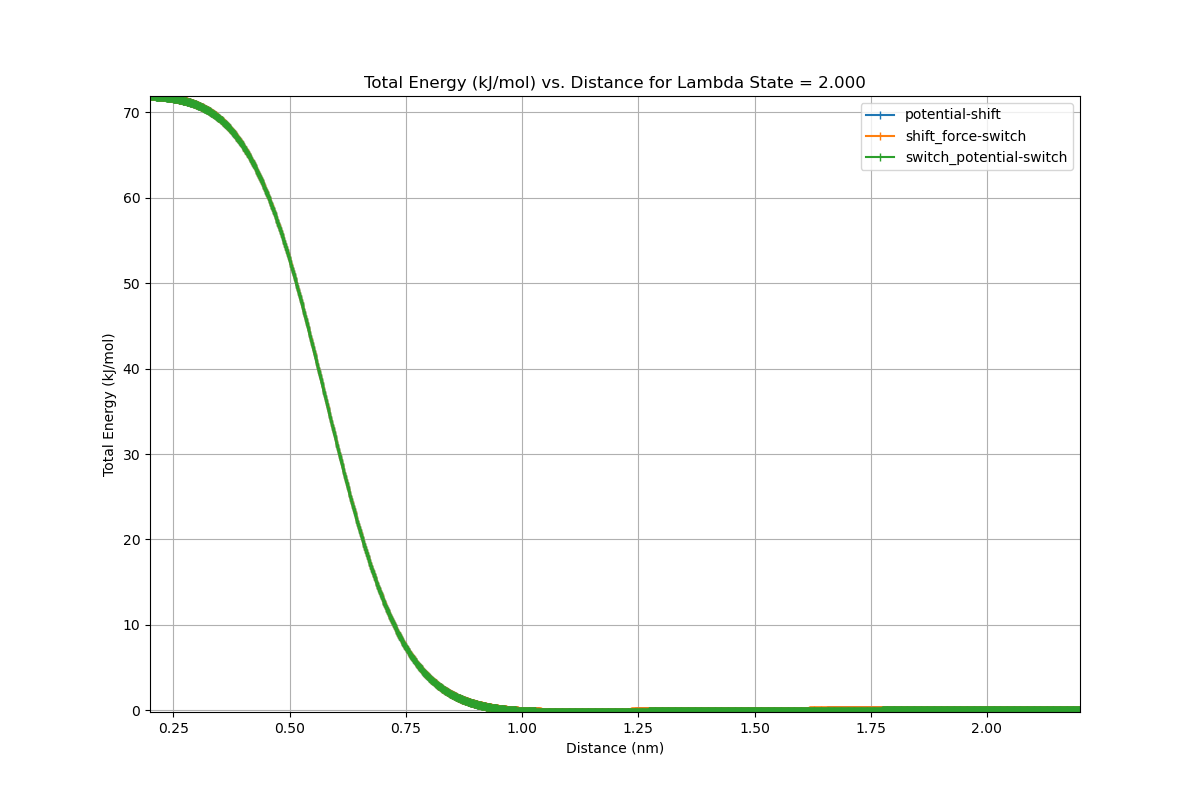 Total Energy (kJ/mol) vs. Distance for Lambda State = 2.000
potential-shift
shift_force-switch
switch_potential-switch
70
60
50
40
30
20
10
0
Total Energy (kJ/mol)
0.25 0.50 0.75 1.00 1.25 1.50 1.75 2.00
Distance (nm)